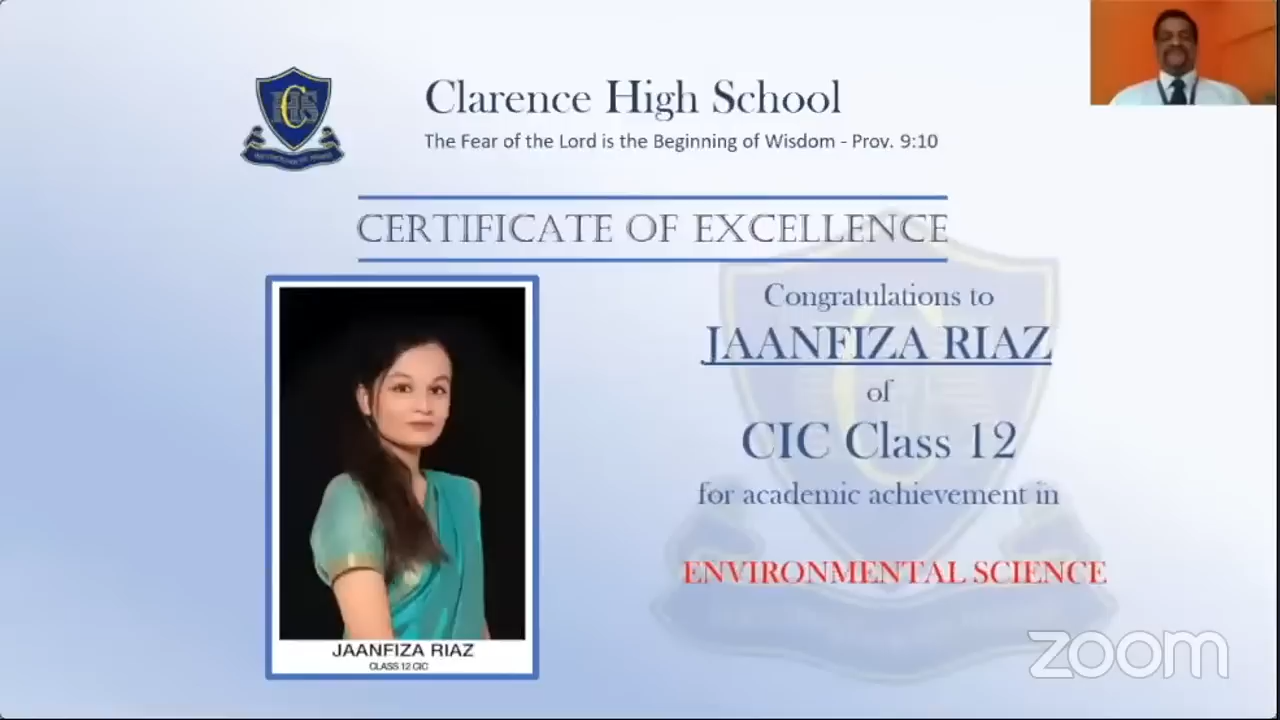 Clarence High School
The Fear of the Lord is the Beginning of Wisdom - Prov. 9:10
CERTIFICATE OF EXCELLENCE
Congratulations to
JAANFIZA RIAZ
of
CIC Class 12
for academic achievement in
ENVIRONMENTAL SCIENCE
JAANFIZA RIAZ
CLASS 12 CIC
zoom